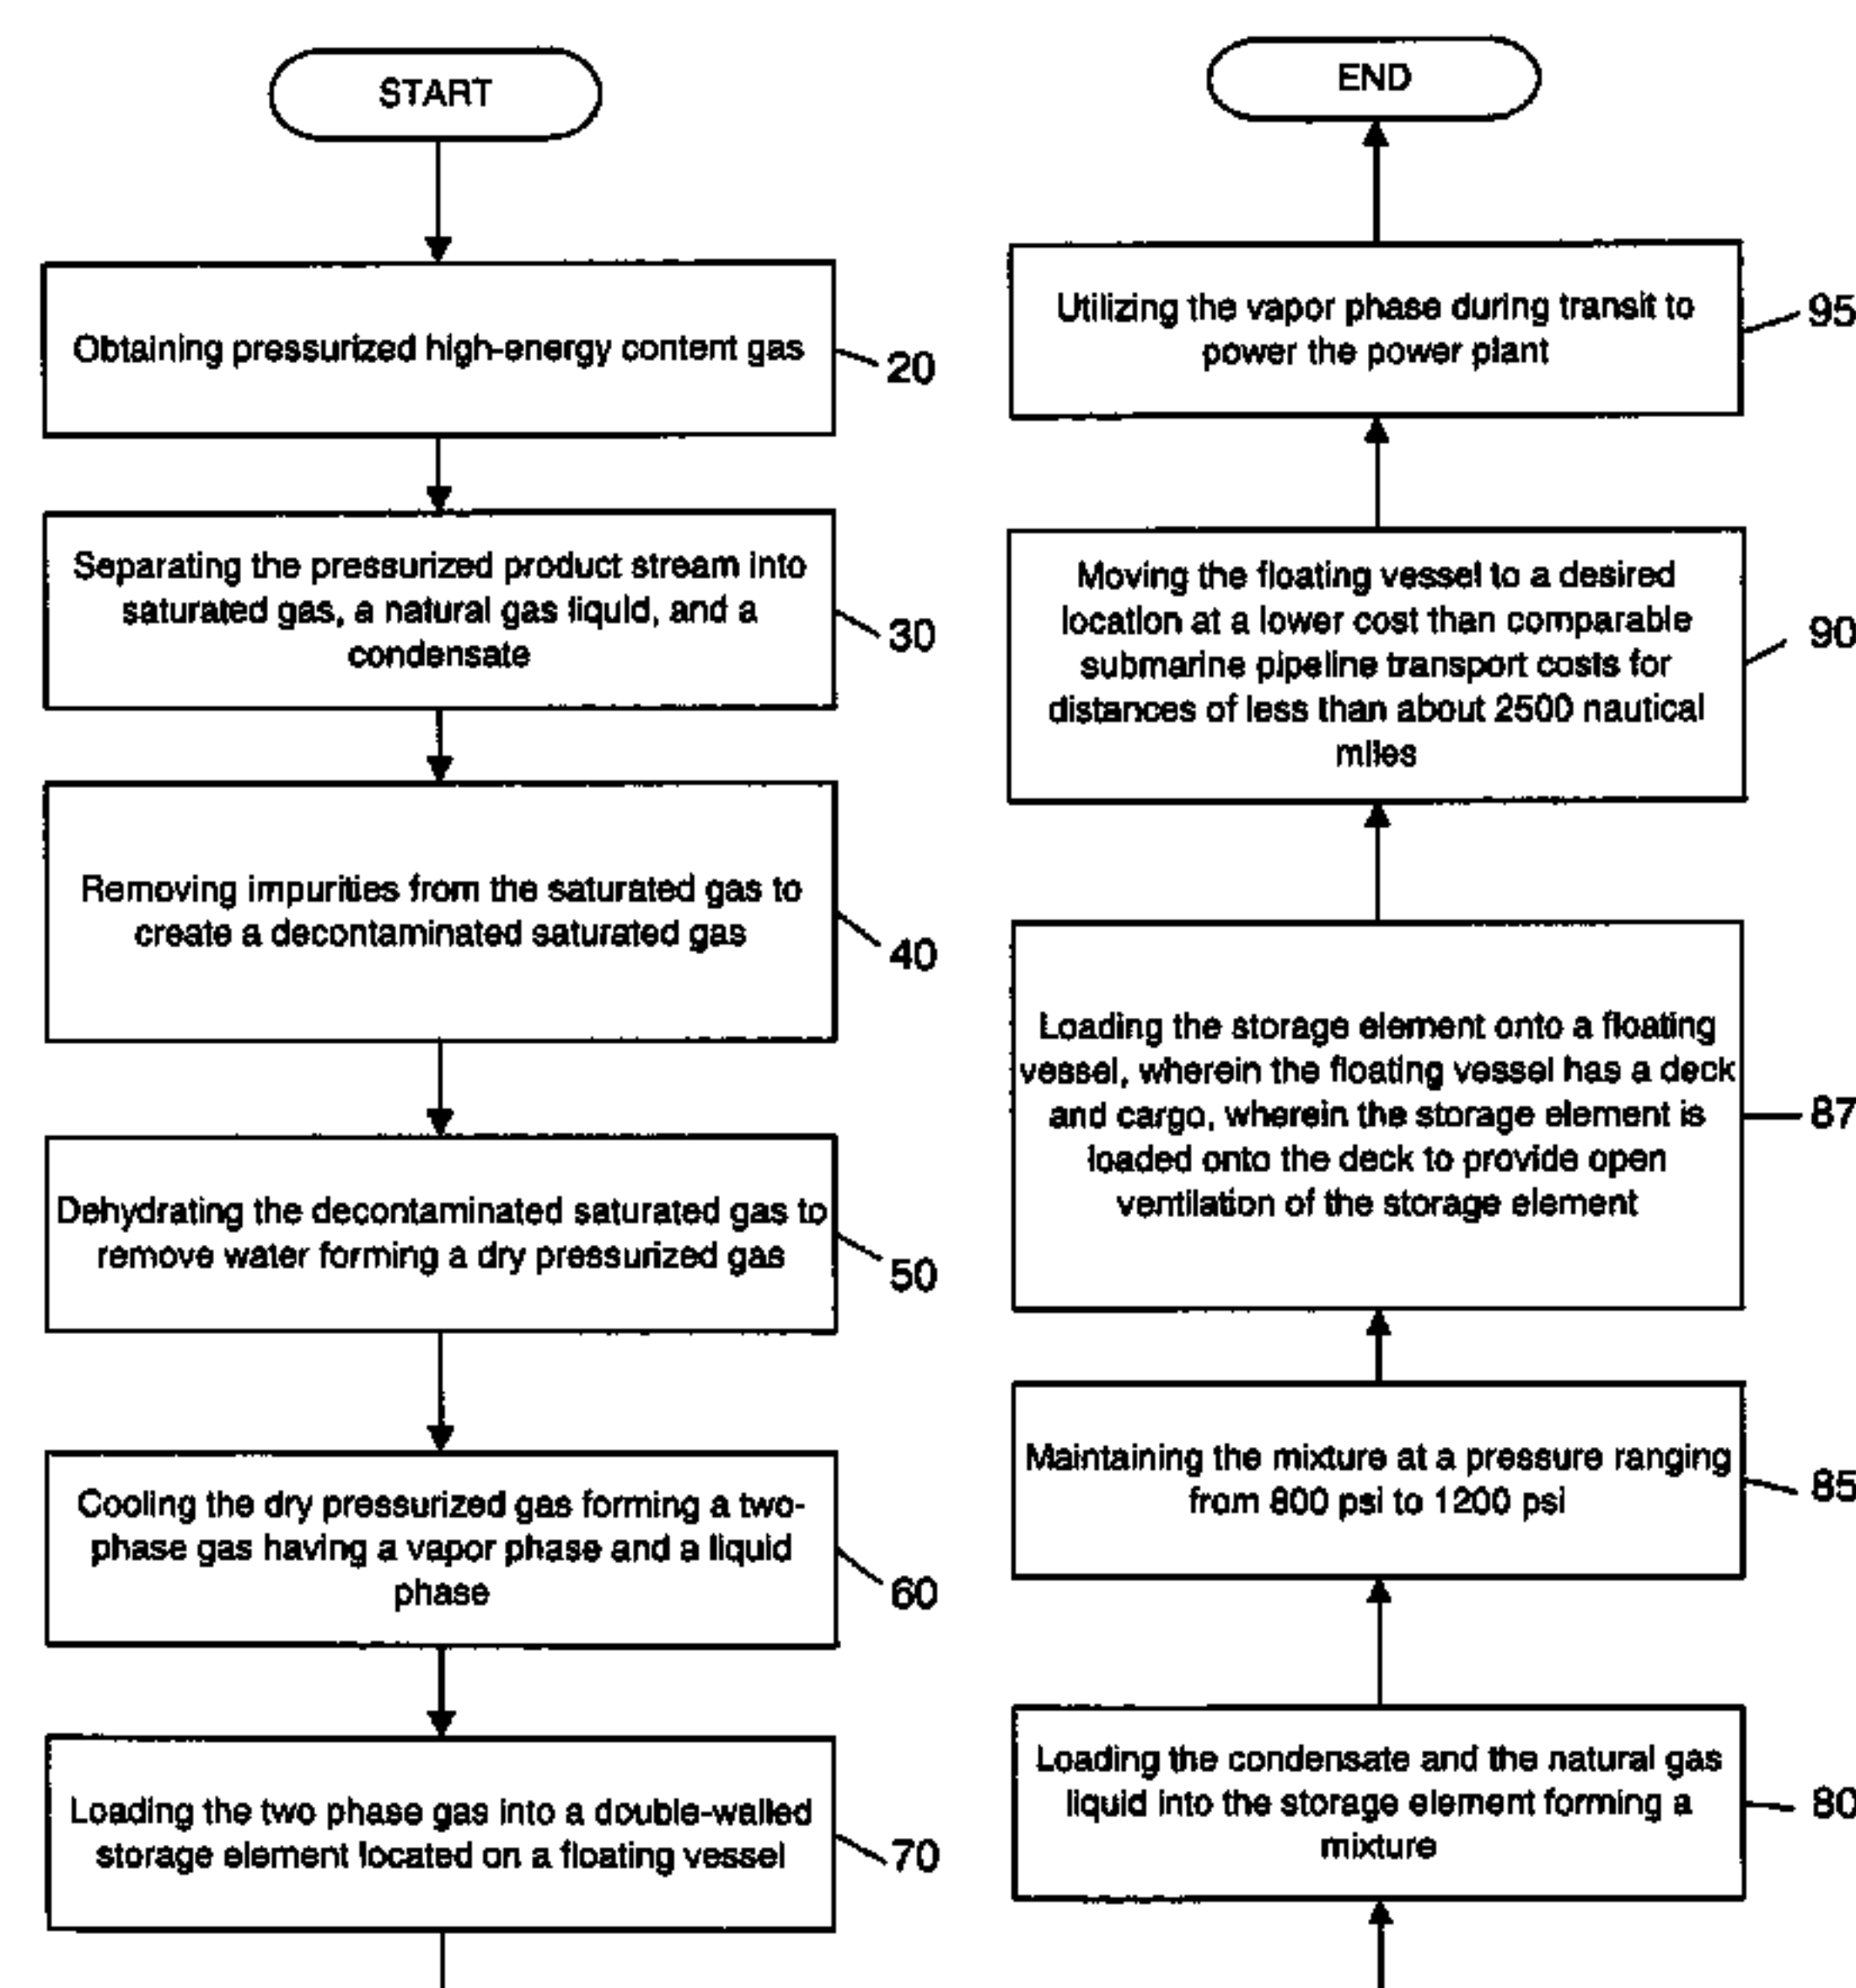 START
Obtaining pressurized high-energy content gas
20
Separating the pressurized product stream into
saturated gas, a natural gas liquid, and a
condensate
30
Removing impurities from the saturated gas to
create a decontaminated saturated gas
40
Dehydrating the decontaminated saturated gas to
remove water forming a dry pressurized gas
50
Cooling the dry pressurized gas forming a two-
phase gas having a vapor phase and a liquid
phase
60
Loading the two phase gas into a double-walled
storage element located on a floating vessel
70
Loading the condensate and the natural gas
liquid into the storage element forming a
mixture
80
Maintaining the mixture at a pressure ranging
from 800 psi to 1200 psi
85
Loading the storage element onto a floating
vessel, wherein the floating vessel has a deck
and cargo, wherein the storage element is
loaded onto the deck to provide open
ventilation of the storage element
87
Moving the floating vessel to a desired
location at a lower cost than comparable
submarine pipeline transport costs for
distances of less than about 2500 nautical
miles
90
Utilizing the vapor phase during transit to
power the power plant
95
END